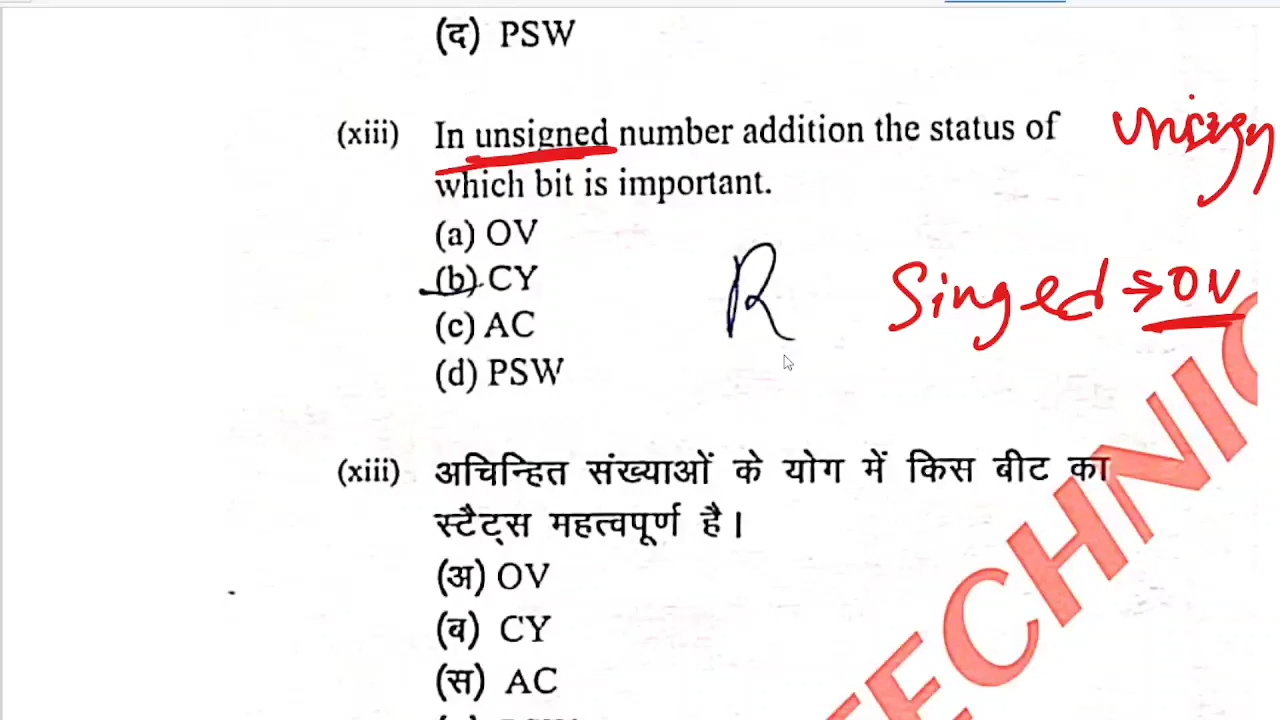 (द) PSW
(xiii) In unsigned number addition the status of
which bit is important.
(a) OV
(b) CY
(c) AC
(d) PSW
Unsign
R
Singed → OV
(xiii) अचिन्हित संख्याओं के योग में किस बीट का
स्टैट्स महत्वपूर्ण है।
(अ) OV
(ब) CY
(स) AC
TECHNIC